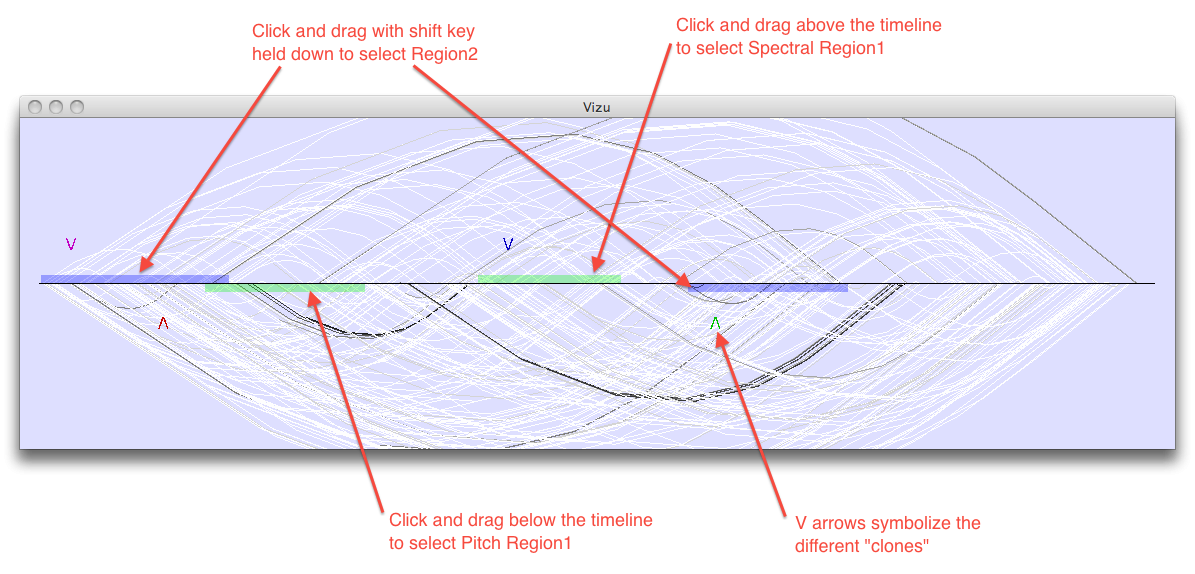 Click and drag with shift key
held down to select Region2
Click and drag above the timeline
to select Spectral Region1
Vizu
V
V
Λ
Λ
Click and drag below the timeline
to select Pitch Region1
V arrows symbolize the
different "clones"